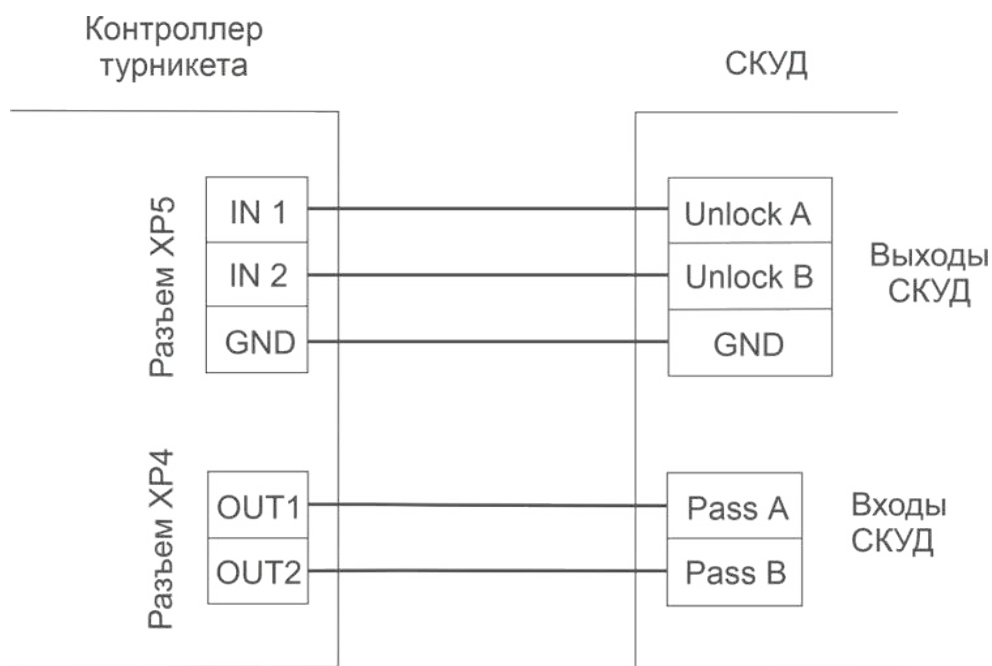 Контроллер
турникета
СКУД
Разъем XP5
IN 1
IN 2
GND
Unlock A
Unlock B
GND
Выходы
СКУД
Разъем XP4
OUT1
OUT2
Pass A
Pass B
Входы
СКУД